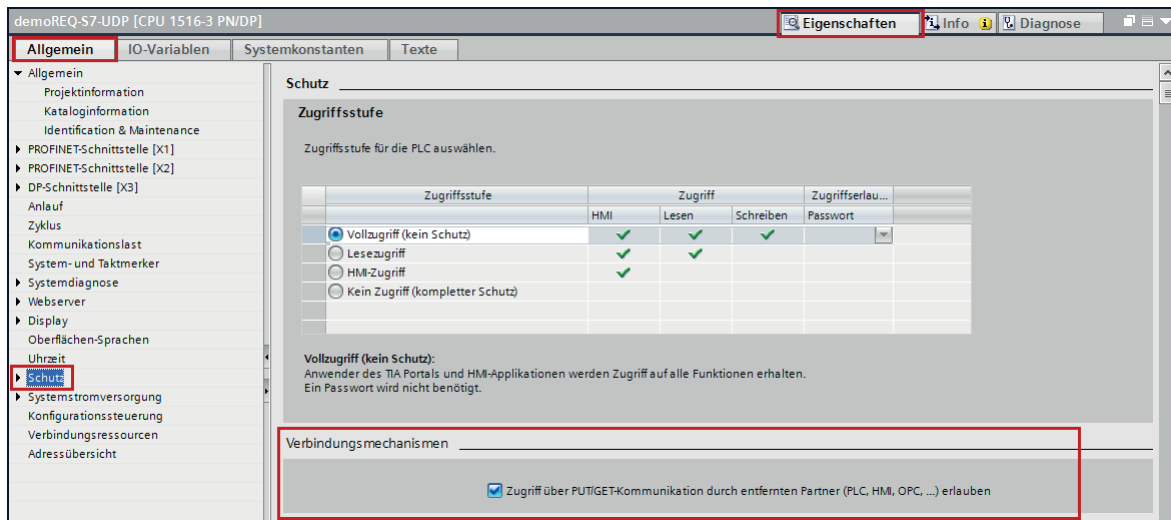 demoREQ-S7-UDP [CPU 1516-3 PN/DP]
Eigenschaften
Info
Diagnose
Allgemein
IO-Variablen
Systemkonstanten
Texte
Allgemein
Projektinformation
Kataloginformation
Identification & Maintenance
PROFINET-Schnittstelle [X1]
PROFINET-Schnittstelle [X2]
DP-Schnittstelle [X3]
Anlauf
Zyklus
Kommunikationslast
System- und Taktmerker
Systemdiagnose
Webserver
Display
Oberflächen-Sprachen
Uhrzeit
Schutz
Systemstromversorgung
Konfigurationssteuerung
Verbindungsressourcen
Adressübersicht
Schutz
Zugriffsstufe
Zugriffsstufe für die PLC auswählen.
Zugriffsstufe Zugriff Zugriffserlau...
HMI Lesen Schreiben Passwort
Vollzugriff (kein Schutz)
Lesezugriff
HMI-Zugriff
Kein Zugriff (kompletter Schutz)
Vollzugriff (kein Schutz):
Anwender des TIA Portals und HMI-Applikationen werden Zugriff auf alle Funktionen erhalten.
Ein Passwort wird nicht benötigt.
Verbindungsmechanismen
Zugriff über PUT/GET-Kommunikation durch entfernten Partner (PLC, HMI, OPC, ...) erlauben